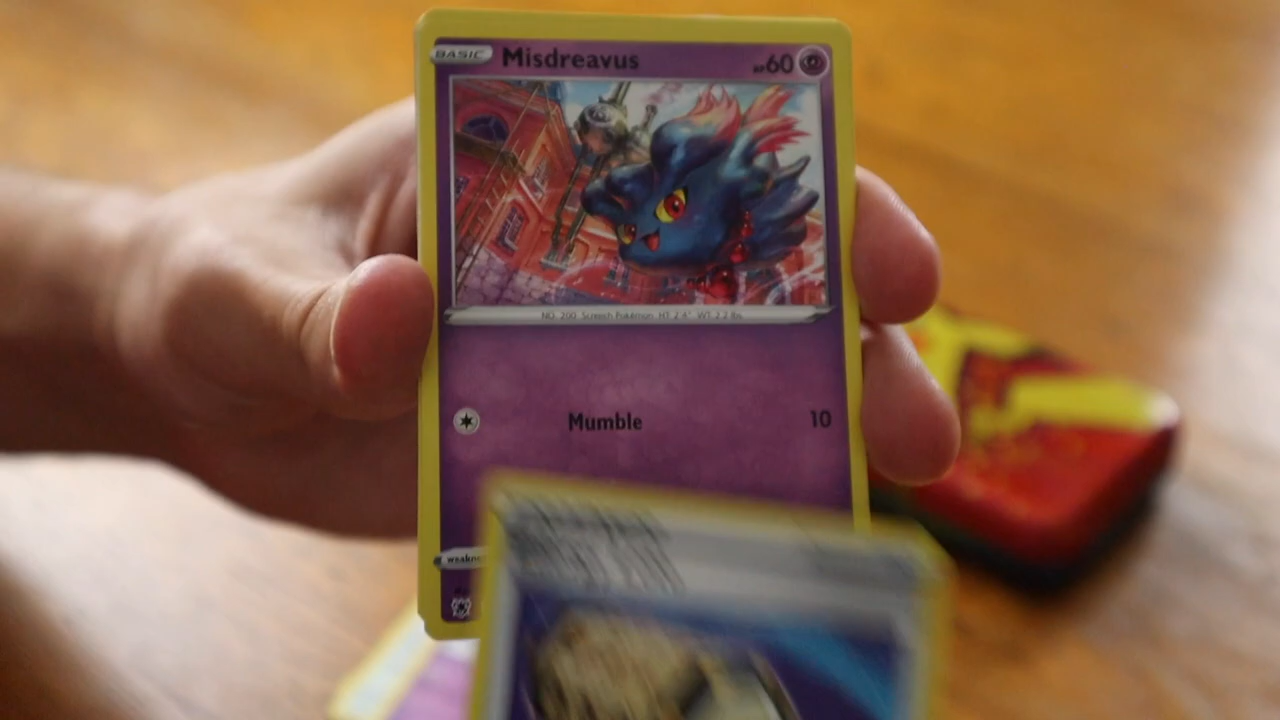 BASIC Misdreavus HP60
NO. 200 Screech Pokémon HT 2'4" WT 2.2 lbs.
Mumble 10